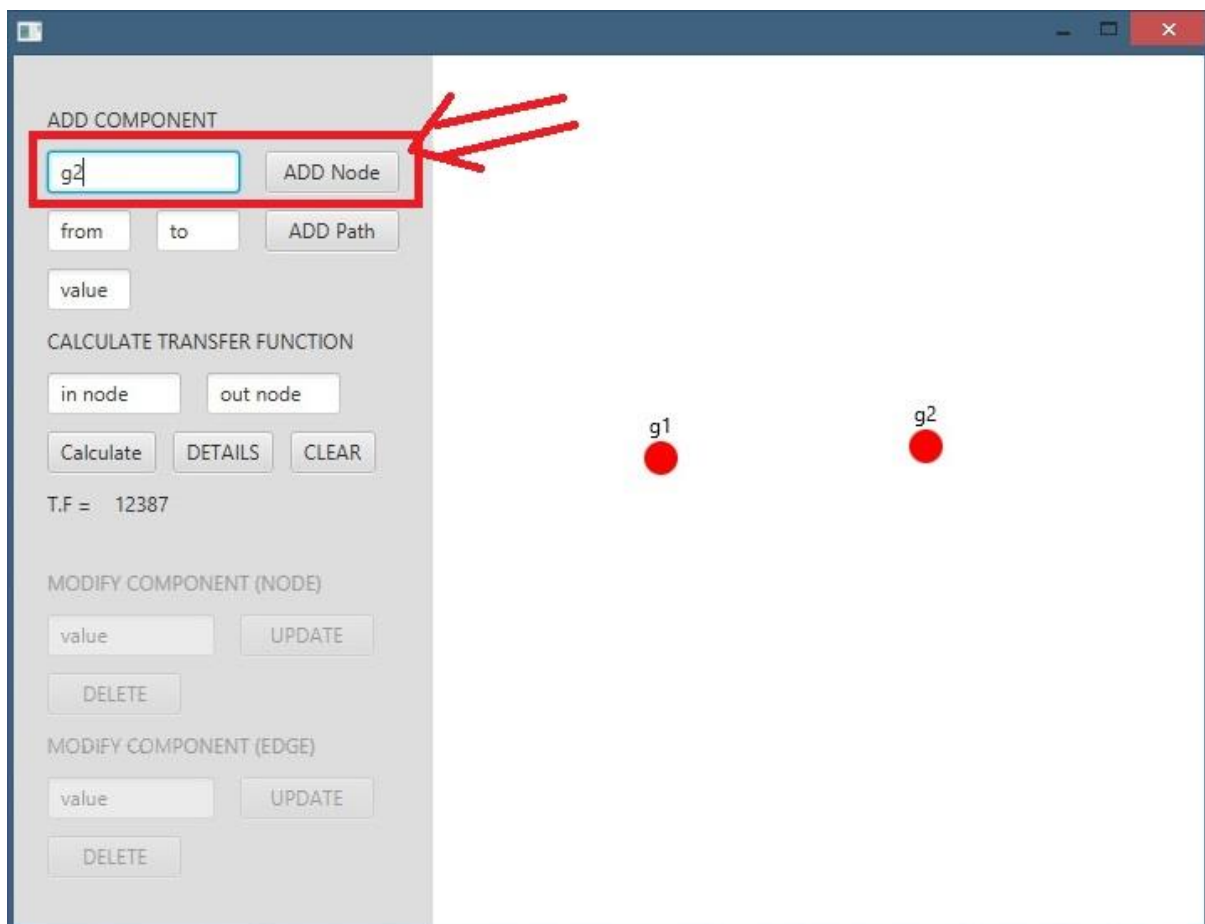 ADD COMPONENT
g2 ADD Node
from to ADD Path
value
CALCULATE TRANSFER FUNCTION
in node out node
Calculate DETAILS CLEAR
T.F = 12387
MODIFY COMPONENT (NODE)
value UPDATE
DELETE
MODIFY COMPONENT (EDGE)
value UPDATE
DELETE
g1
g2